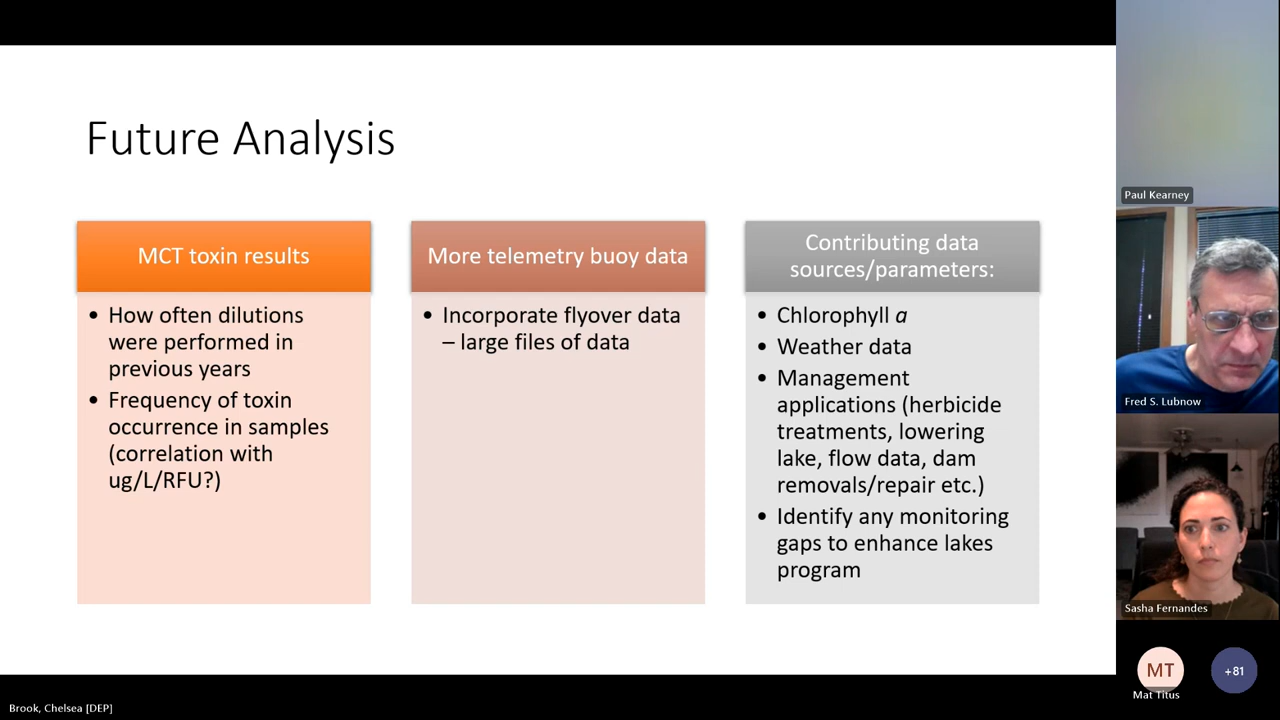 Future Analysis
MCT toxin results
• How often dilutions
were performed in
previous years
• Frequency of toxin
occurrence in samples
(correlation with
ug/L/RFU?)
More telemetry buoy data
• Incorporate flyover data
– large files of data
Contributing data
sources/parameters:
• Chlorophyll a
• Weather data
• Management
applications (herbicide
treatments, lowering
lake, flow data, dam
removals/repair etc.)
• Identify any monitoring
gaps to enhance lakes
program
Paul Kearney
Fred S. Lubnow
Sasha Fernandes
MT
Mat Titus
+81
Brook, Chelsea [DEP]